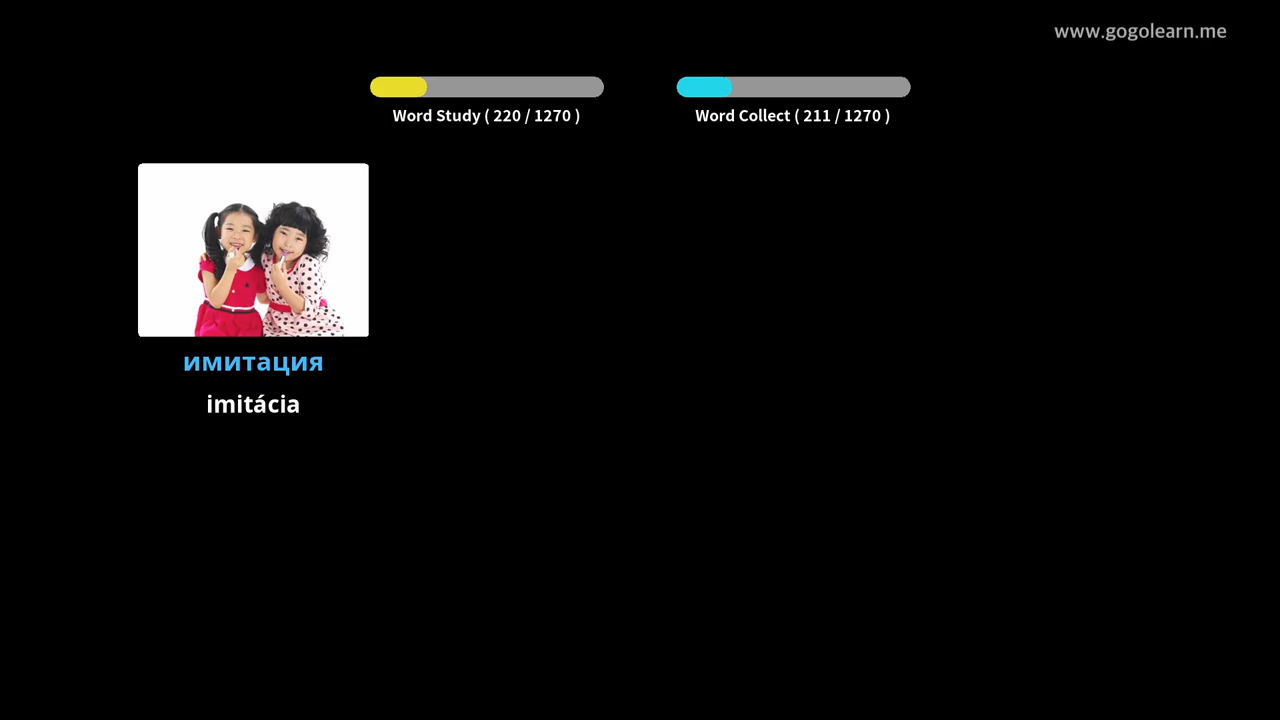 www.gogolearn.me
Word Study ( 220 / 1270 )
Word Collect ( 211 / 1270 )
имитация
imitácia